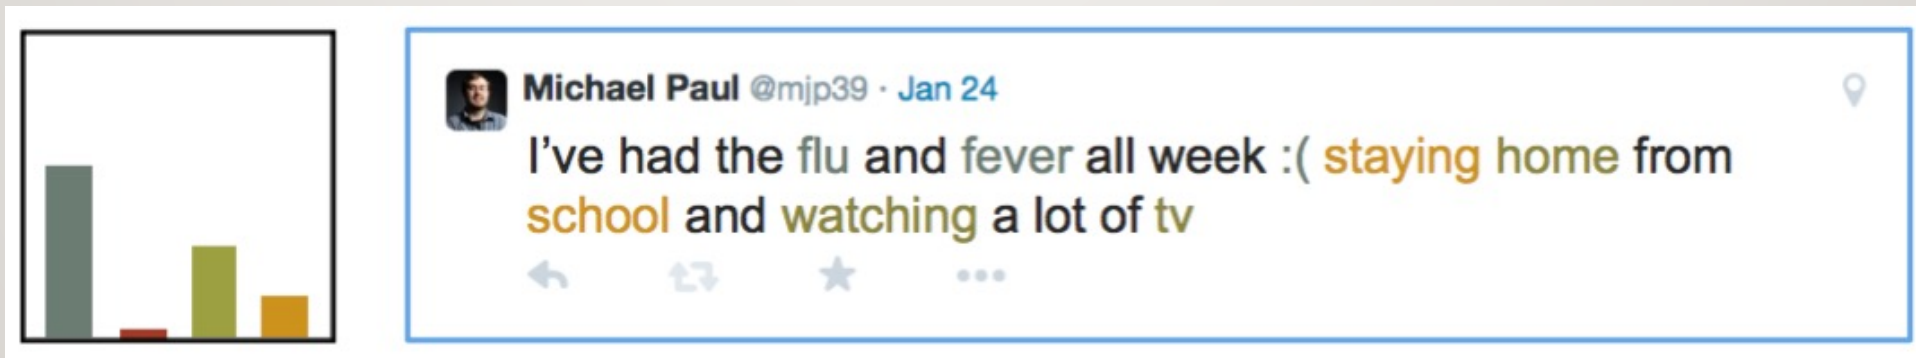 Michael Paul @mjp39 · Jan 24
I've had the flu and fever all week :( staying home from
school and watching a lot of tv